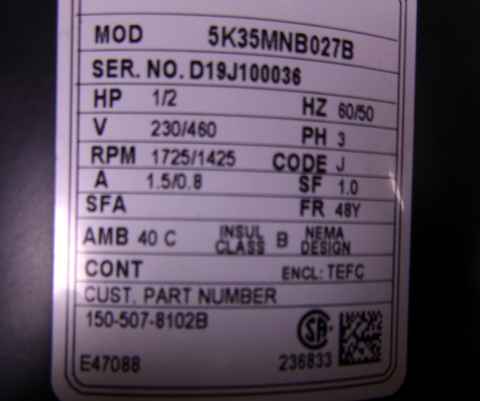 MOD 5K35MNB027B
SER. NO. D19J100036
HP 1/2 HZ 60/50
V 230/460 PH 3
RPM 1725/1425 CODE J
A 1.5/0.8 SF 1.0
SFA FR 48Y
AMB 40 C INSUL CLASS B NEMA DESIGN
CONT ENCL: TEFC
CUST. PART NUMBER
150-507-8102B
E47088 236833